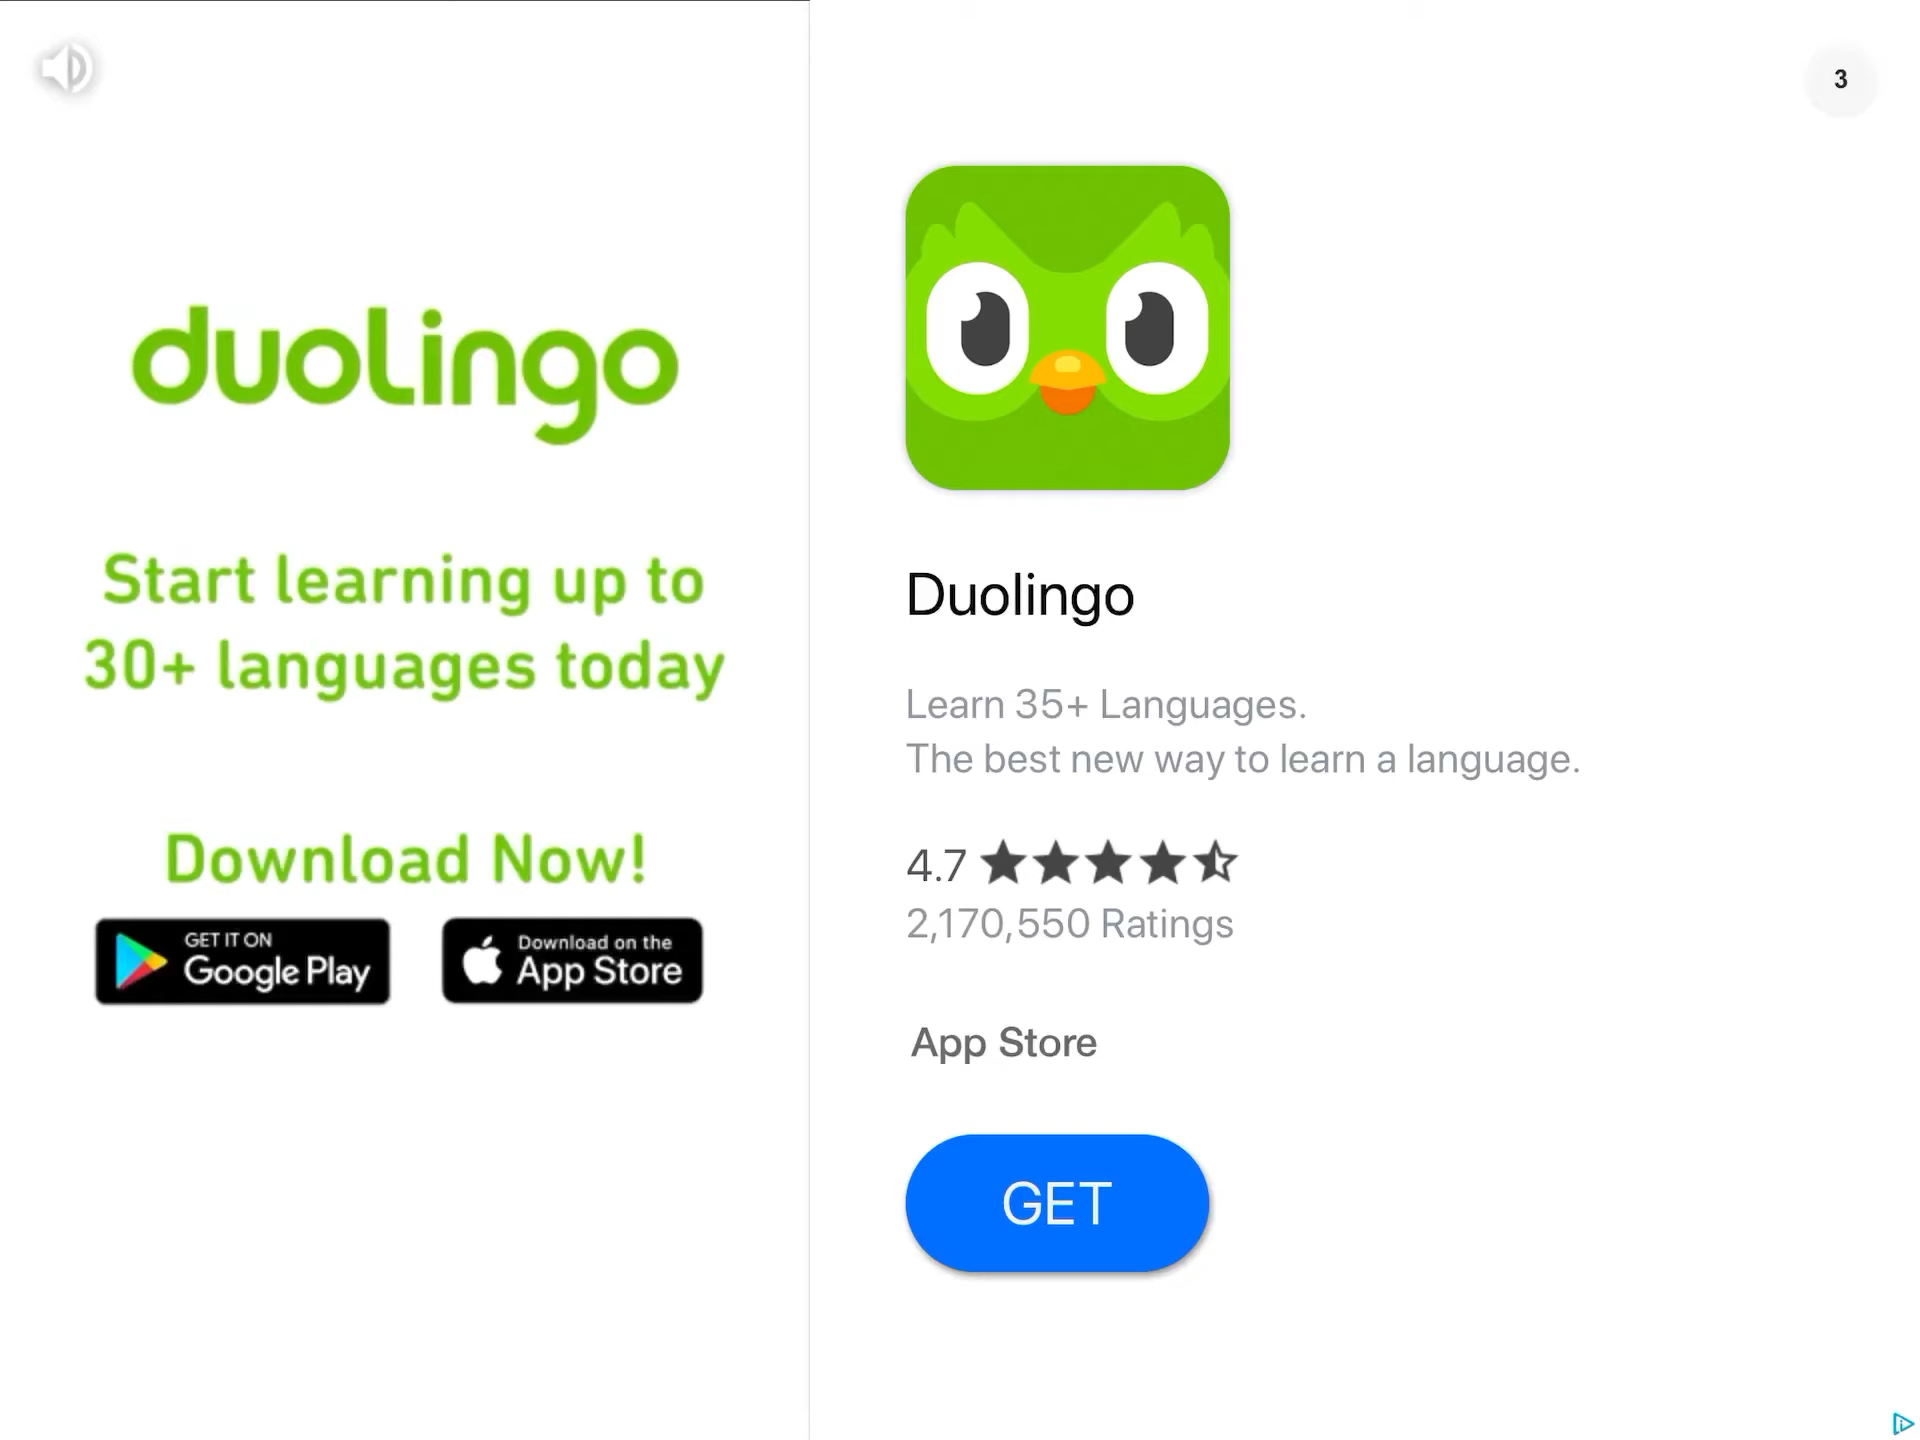 duolingo
Start learning up to
30+ languages today
Download Now!
GET IT ON
Google Play
Download on the
App Store
3
Duolingo
Learn 35+ Languages.
The best new way to learn a language.
4.7
2,170,550 Ratings
App Store
GET